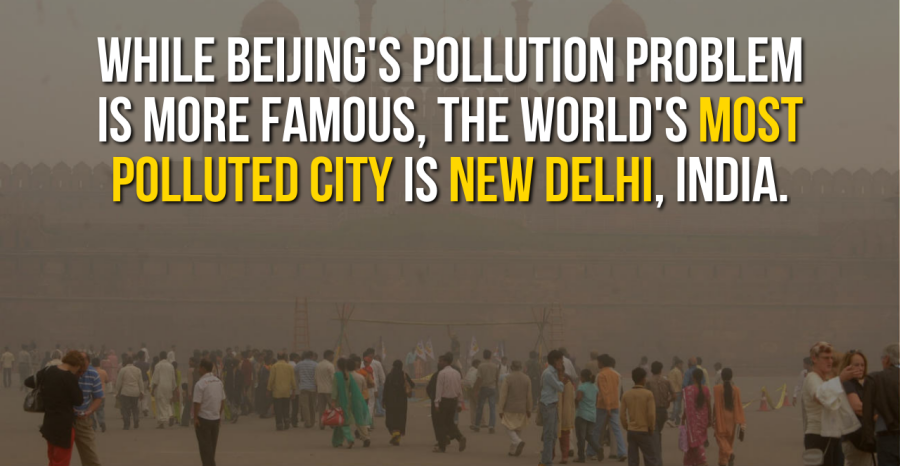 WHILE BEIJING'S POLLUTION PROBLEM
IS MORE FAMOUS, THE WORLD'S MOST
POLLUTED CITY IS NEW DELHI, INDIA.